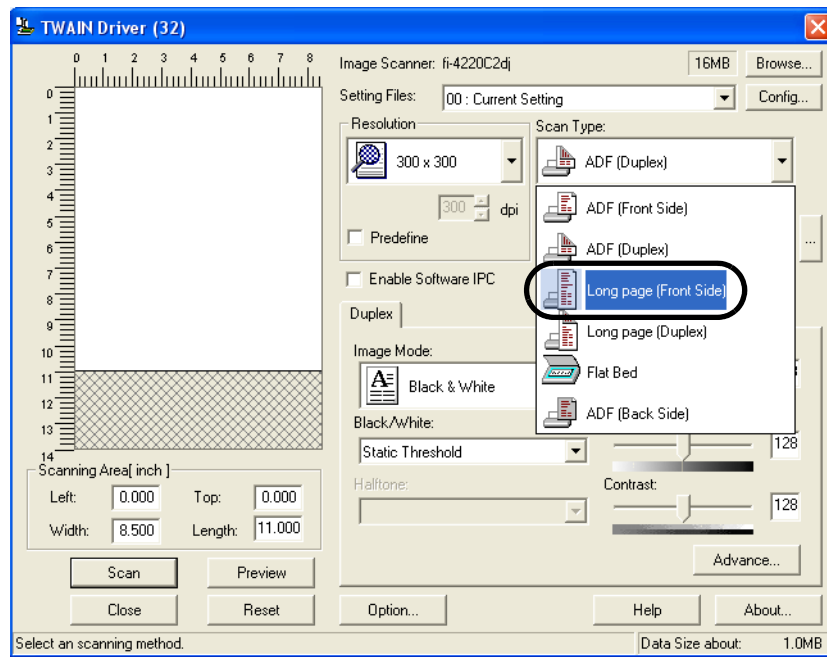 TWAIN Driver (32)
0 1 2 3 4 5 6 7 8
0
1
2
3
4
5
6
7
8
9
10
11
12
13
14
Image Scanner: fi-4220C2dj 16MB Browse...
Setting Files: 00 : Current Setting Config...
Resolution
300 x 300
300 dpi
Predefine
Scan Type:
ADF (Duplex)
ADF (Front Side)
ADF (Duplex)
Long page (Front Side)
Long page (Duplex)
Flat Bed
ADF (Back Side)
...
Enable Software IPC
Duplex
Image Mode:
Black & White
Black/White:
Static Threshold
128
Halftone:
Contrast:
128
Advance...
Scanning Area[ inch ]
Left: 0.000 Top: 0.000
Width: 8.500 Length: 11.000
Scan Preview
Close Reset Option... Help About...
Select an scanning method. Data Size about: 1.0MB